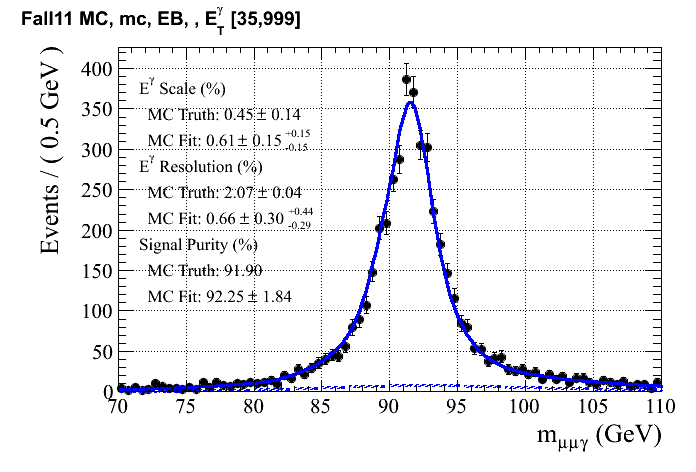 Fall11 MC, mc, EB, , E_T^γ [35,999]
Events / ( 0.5 GeV )
400
350
300
250
200
150
100
50
0
E^γ Scale (%)
MC Truth: 0.45 ± 0.14
MC Fit: 0.61 ± 0.15 +0.15 -0.15
E^γ Resolution (%)
MC Truth: 2.07 ± 0.04
MC Fit: 0.66 ± 0.30 +0.44 -0.29
Signal Purity (%)
MC Truth: 91.90
MC Fit: 92.25 ± 1.84
70 75 80 85 90 95 100 105 110
m_μμγ (GeV)